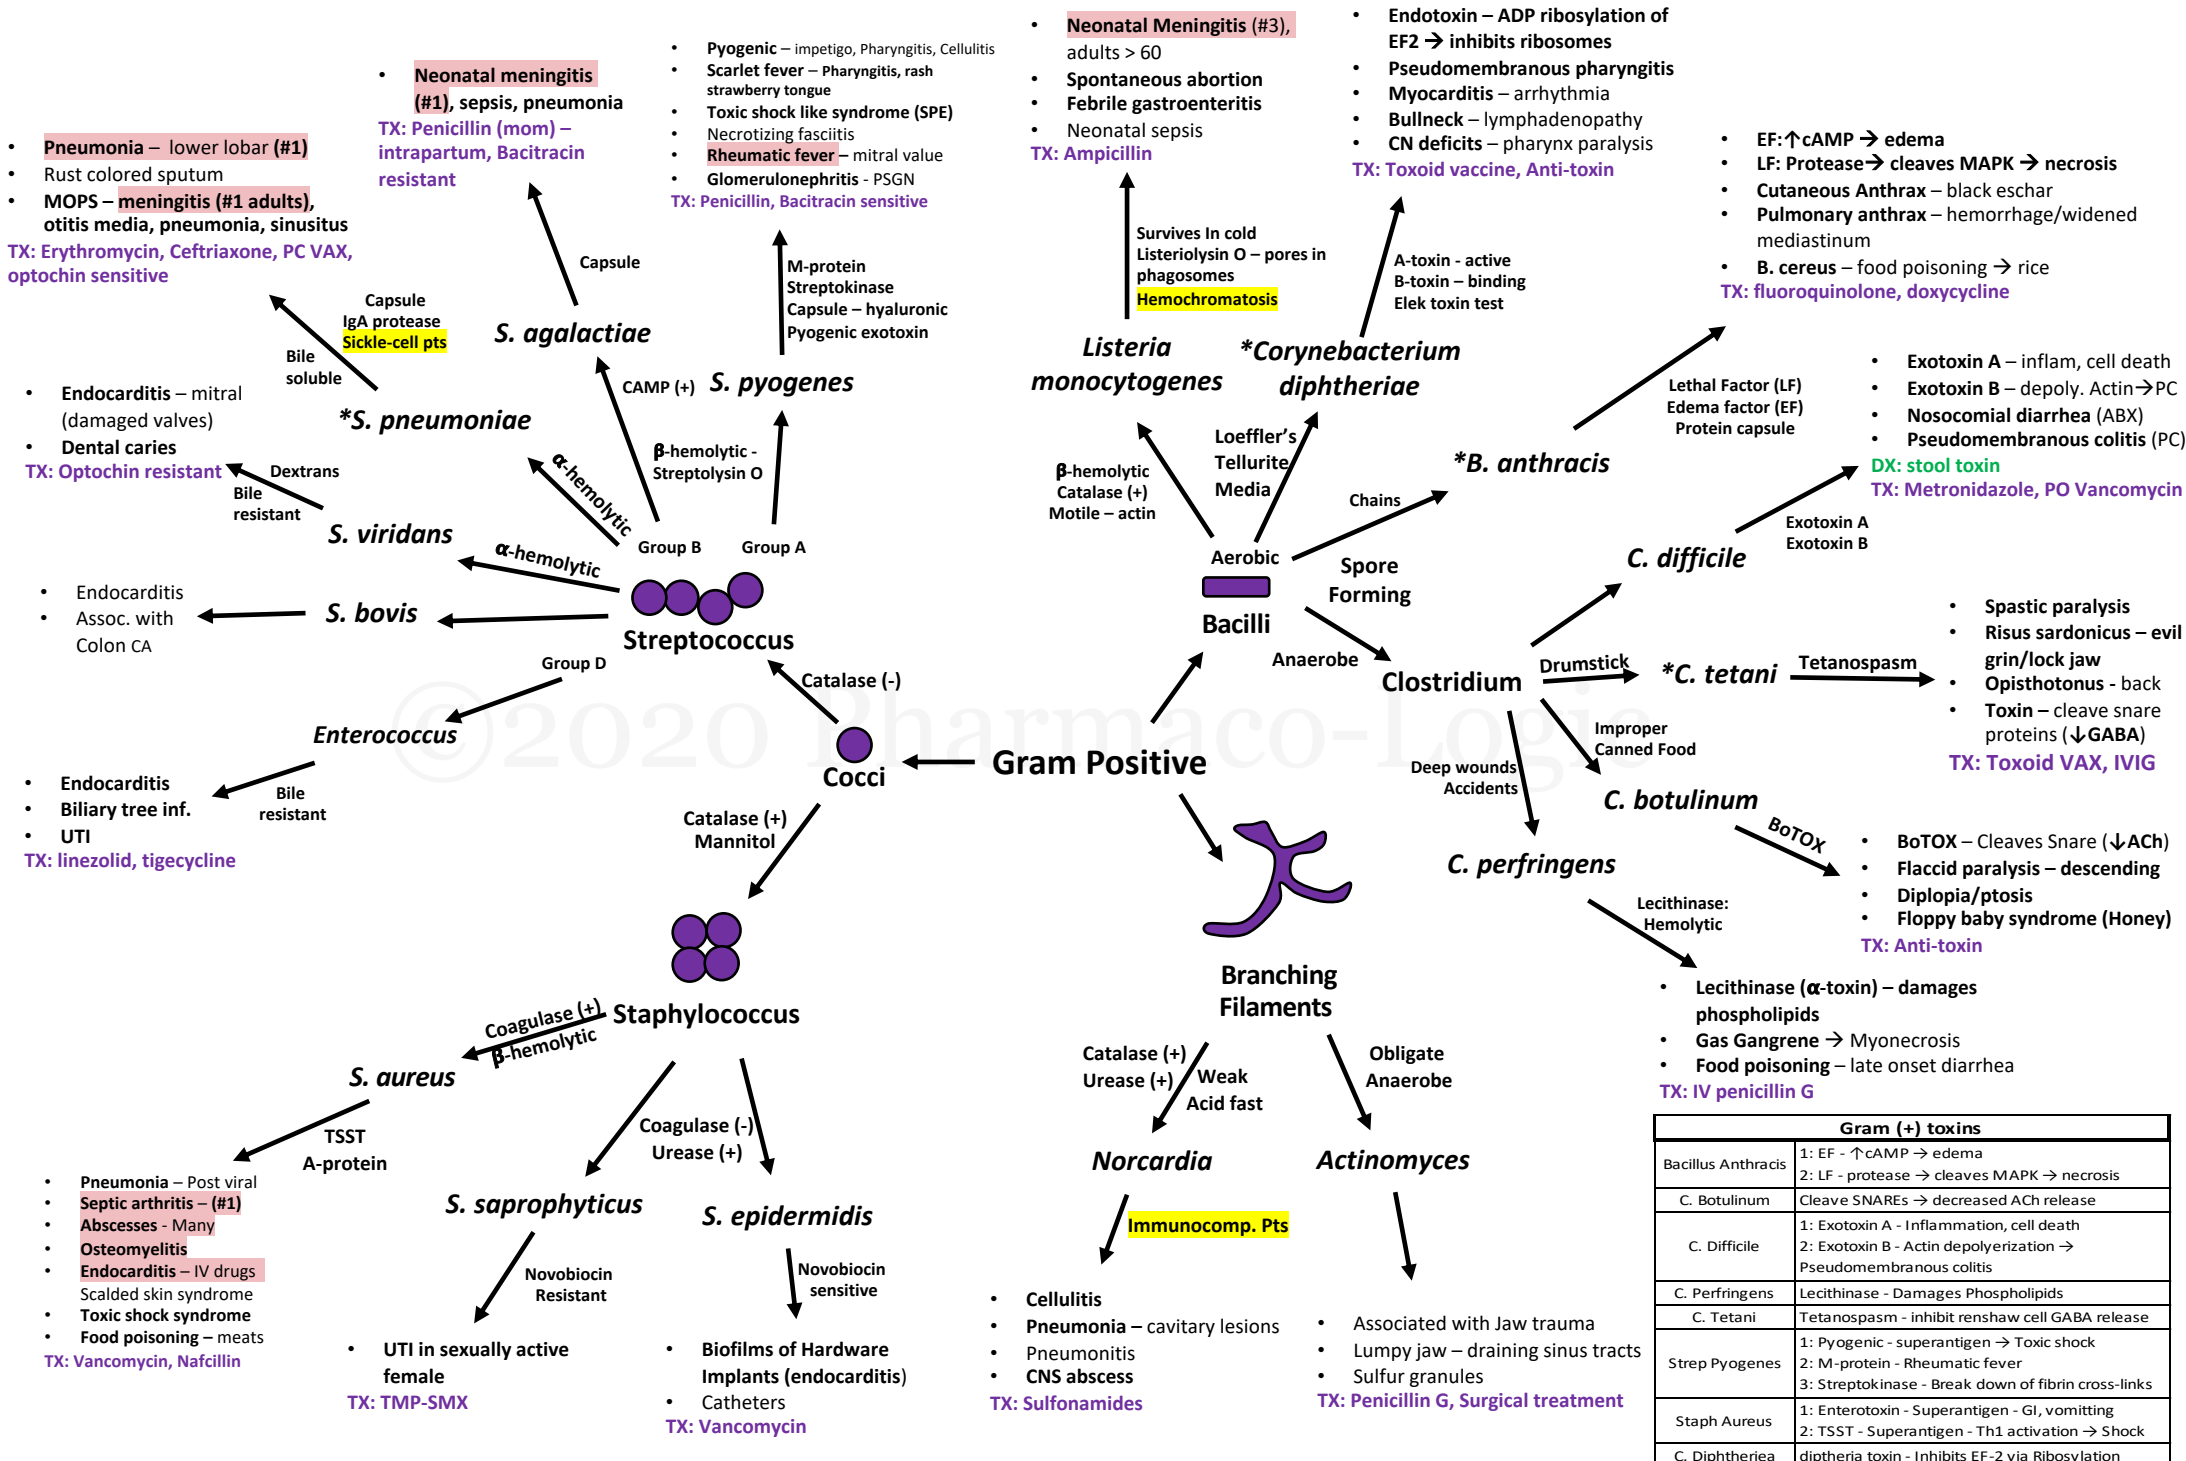 • Pneumonia – lower lobar (#1)
• Rust colored sputum
• MOPS – meningitis (#1 adults),
otitis media, pneumonia, sinusitus
TX: Erythromycin, Ceftriaxone, PC VAX,
optochin sensitive
• Neonatal meningitis
(#1), sepsis, pneumonia
TX: Penicillin (mom) –
intrapartum, Bacitracin
resistant
• Pyogenic – impetigo, Pharyngitis, Cellulitis
• Scarlet fever – Pharyngitis, rash
strawberry tongue
• Toxic shock like syndrome (SPE)
• Necrotizing fasciitis
• Rheumatic fever – mitral value
• Glomerulonephritis - PSGN
TX: Penicillin, Bacitracin sensitive
• Neonatal Meningitis (#3),
adults > 60
• Spontaneous abortion
• Febrile gastroenteritis
• Neonatal sepsis
TX: Ampicillin
• Endotoxin – ADP ribosylation of
EF2 → inhibits ribosomes
• Pseudomembranous pharyngitis
• Myocarditis – arrhythmia
• Bullneck – lymphadenopathy
• CN deficits – pharynx paralysis
TX: Toxoid vaccine, Anti-toxin
• EF:↑cAMP → edema
• LF: Protease→ cleaves MAPK → necrosis
• Cutaneous Anthrax – black eschar
• Pulmonary anthrax – hemorrhage/widened
mediastinum
• B. cereus – food poisoning → rice
TX: fluoroquinolone, doxycycline
Capsule
IgA protease
Sickle-cell pts
Bile
soluble
Capsule
S. agalactiae
M-protein
Streptokinase
Capsule – hyaluronic
Pyogenic exotoxin
Survives In cold
Listeriolysin O – pores in
phagosomes
Hemochromatosis
A-toxin - active
B-toxin – binding
Elek toxin test
Listeria
monocytogenes
*Corynebacterium
diphtheriae
Lethal Factor (LF)
Edema factor (EF)
Protein capsule
• Exotoxin A – inflam, cell death
• Exotoxin B – depoly. Actin→PC
• Nosocomial diarrhea (ABX)
• Pseudomembranous colitis (PC)
DX: stool toxin
TX: Metronidazole, PO Vancomycin
• Endocarditis – mitral
(damaged valves)
• Dental caries
TX: Optochin resistant
*S. pneumoniae
CAMP (+)
S. pyogenes
β-hemolytic -
Streptolysin O
α-hemolytic
Dextrans
Bile
resistant
S. viridans
α-hemolytic
Group B
Group A
β-hemolytic
Catalase (+)
Motile – actin
Loeffler's
Tellurite
Media
*B. anthracis
Chains
Exotoxin A
Exotoxin B
C. difficile
Aerobic
Spore
Forming
Bacilli
Anaerobe
• Endocarditis
• Assoc. with
Colon CA
S. bovis
Streptococcus
Group D
Catalase (-)
Enterococcus
Bile
resistant
• Endocarditis
• Biliary tree inf.
• UTI
TX: linezolid, tigecycline
©2020 Pharmaco-Logic
Cocci
Gram Positive
Clostridium
Drumstick
*C. tetani
Tetanospasm
• Spastic paralysis
• Risus sardonicus – evil
grin/lock jaw
• Opisthotonus - back
• Toxin – cleave snare
proteins (↓GABA)
TX: Toxoid VAX, IVIG
Improper
Canned Food
Deep wounds
Accidents
C. botulinum
BoTOX
• BoTOX – Cleaves Snare (↓ACh)
• Flaccid paralysis – descending
• Diplopia/ptosis
• Floppy baby syndrome (Honey)
TX: Anti-toxin
C. perfringens
Lecithinase:
Hemolytic
• Lecithinase (α-toxin) – damages
phospholipids
• Gas Gangrene → Myonecrosis
• Food poisoning – late onset diarrhea
TX: IV penicillin G
Catalase (+)
Mannitol
Staphylococcus
Coagulase (+)
β-hemolytic
S. aureus
TSST
A-protein
• Pneumonia – Post viral
• Septic arthritis – (#1)
• Abscesses - Many
• Osteomyelitis
• Endocarditis – IV drugs
Scalded skin syndrome
• Toxic shock syndrome
• Food poisoning – meats
TX: Vancomycin, Nafcillin
Coagulase (-)
Urease (+)
S. saprophyticus
S. epidermidis
Novobiocin
Resistant
Novobiocin
sensitive
• UTI in sexually active
female
TX: TMP-SMX
• Biofilms of Hardware
Implants (endocarditis)
• Catheters
TX: Vancomycin
Branching
Filaments
Catalase (+)
Urease (+)
Weak
Acid fast
Obligate
Anaerobe
Norcardia
Actinomyces
Immunocomp. Pts
• Cellulitis
• Pneumonia – cavitary lesions
• Pneumonitis
• CNS abscess
TX: Sulfonamides
• Associated with Jaw trauma
• Lumpy jaw – draining sinus tracts
• Sulfur granules
TX: Penicillin G, Surgical treatment
Gram (+) toxins
Bacillus Anthracis
1: EF - ↑cAMP → edema
2: LF - protease → cleaves MAPK → necrosis
C. Botulinum
Cleave SNAREs → decreased ACh release
C. Difficile
1: Exotoxin A - Inflammation, cell death
2: Exotoxin B - Actin depolyerization →
Pseudomembranous colitis
C. Perfringens
Lecithinase - Damages Phospholipids
C. Tetani
Tetanospasm - inhibit renshaw cell GABA release
Strep Pyogenes
1: Pyogenic - superantigen → Toxic shock
2: M-protein - Rheumatic fever
3: Streptokinase - Break down of fibrin cross-links
Staph Aureus
1: Enterotoxin - Superantigen - GI, vomitting
2: TSST - Superantigen - Th1 activation → Shock
C. Diphtheriea
diptheria toxin - Inhibits EF-2 via Ribosylation